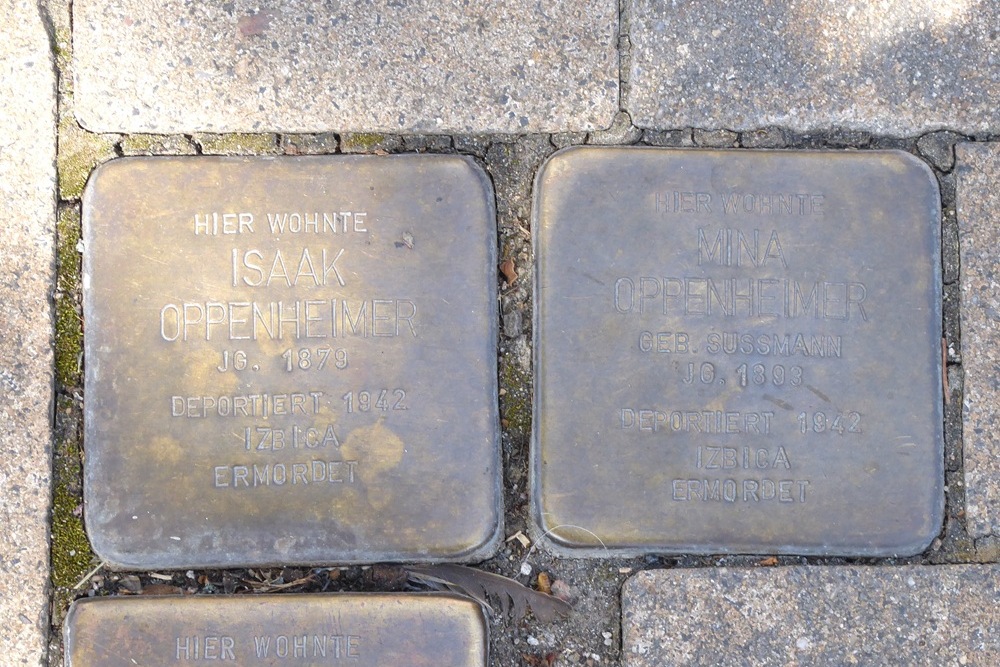 HIER WOHNTE
ISAAK
OPPENHEIMER
JG. 1879
DEPORTIERT 1942
IZBICA
ERMORDET
HIER WOHNTE
MINA
OPPENHEIMER
GEB. SÜSSMANN
JG. 1893
DEPORTIERT 1942
IZBICA
ERMORDET
HIER WOHNTE